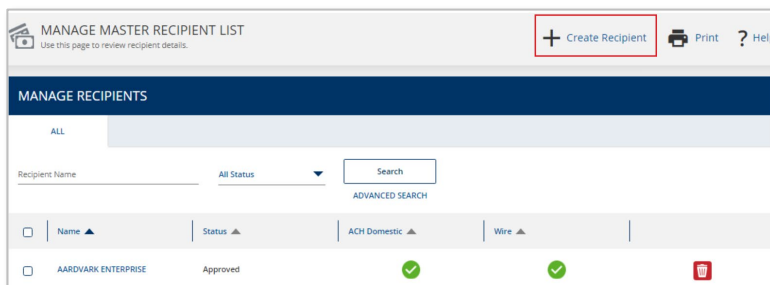 MANAGE MASTER RECIPIENT LIST
Use this page to review recipient details.
+ Create Recipient
Print
? Hel
MANAGE RECIPIENTS
ALL
Recipient Name
All Status
Search
ADVANCED SEARCH
Name
Status
ACH Domestic
Wire
AARDVARK ENTERPRISE
Approved